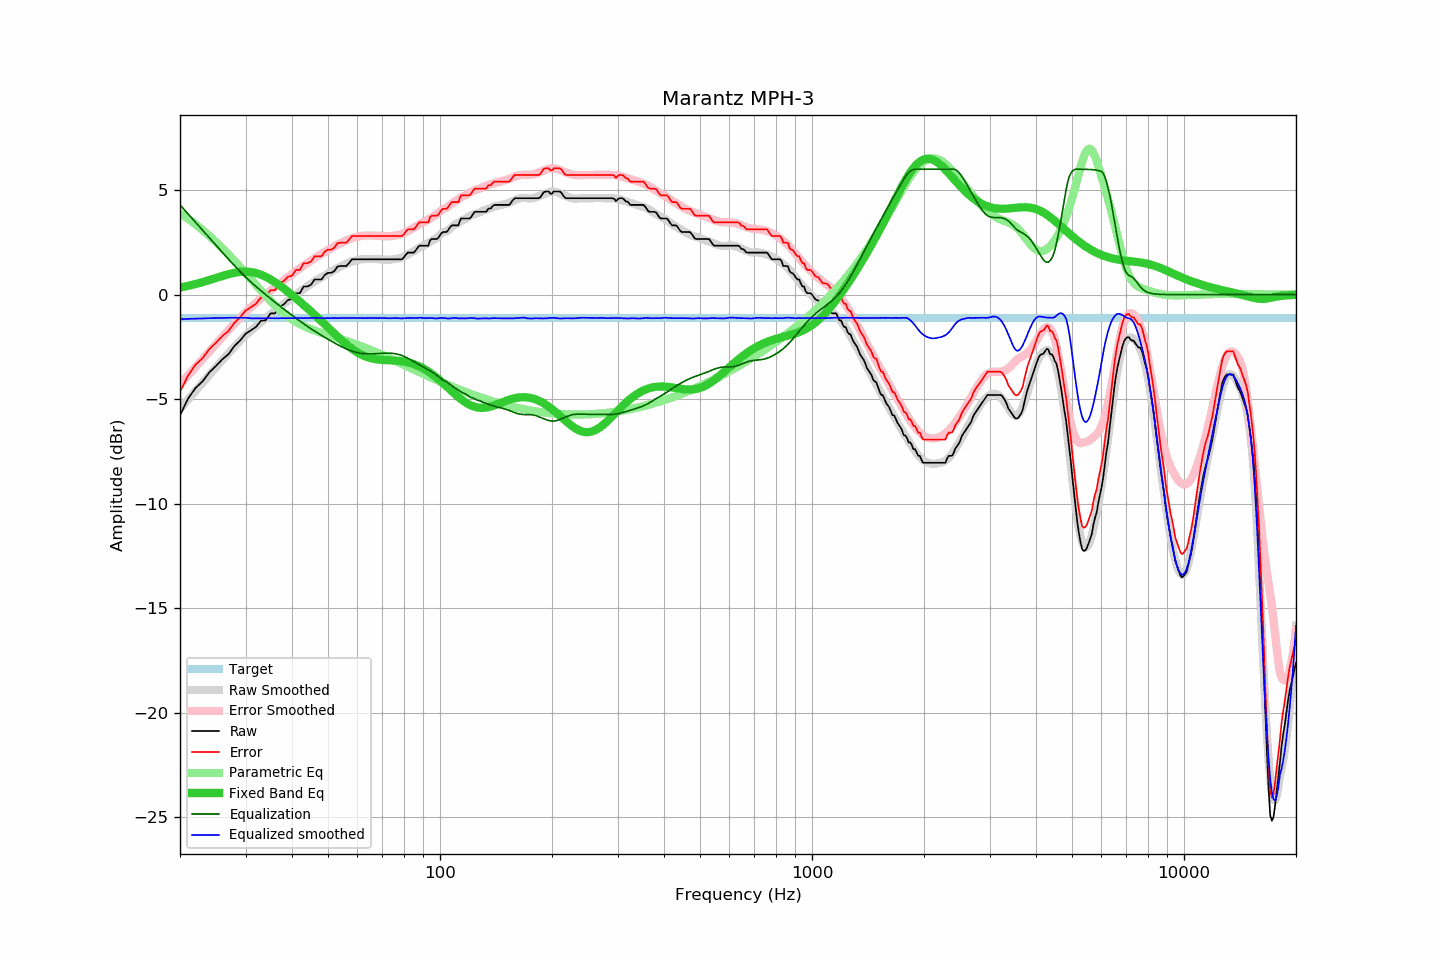 Marantz MPH-3
Amplitude (dBr)
5
0
−5
−10
−15
−20
−25
Target
Raw Smoothed
Error Smoothed
Raw
Error
Parametric Eq
Fixed Band Eq
Equalization
Equalized smoothed
100
1000
10000
Frequency (Hz)